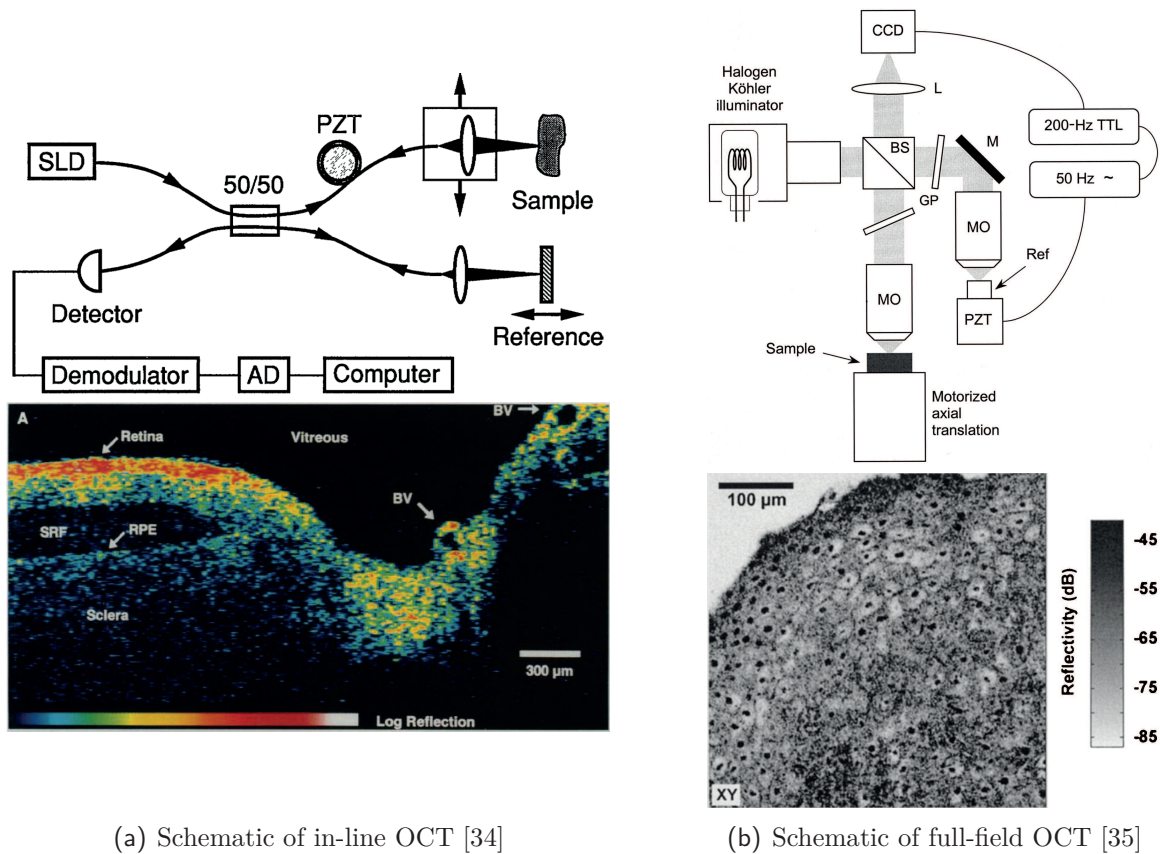 SLD
50/50
PZT
Sample
Detector
Reference
Demodulator
AD
Computer
A
Retina
Vitreous
BV
BV
SRF
RPE
Sclera
300 µm
Log Reflection
(a) Schematic of in-line OCT [34]
CCD
Halogen
Köhler
illuminator
L
BS
M
200-Hz TTL
50 Hz ~
GP
MO
MO
Ref
PZT
Sample
Motorized
axial
translation
100 µm
XY
Reflectivity (dB)
-45
-55
-65
-75
-85
(b) Schematic of full-field OCT [35]